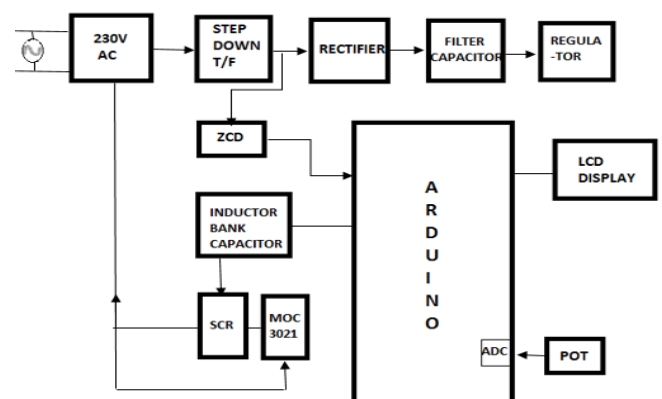 230V
AC
STEP
DOWN
T/F
RECTIFIER
FILTER
CAPACITOR
REGULA
-TOR
ZCD
INDUCTOR
BANK
CAPACITOR
SCR
MOC
3021
A
R
D
U
I
N
O
LCD
DISPLAY
ADC
POT